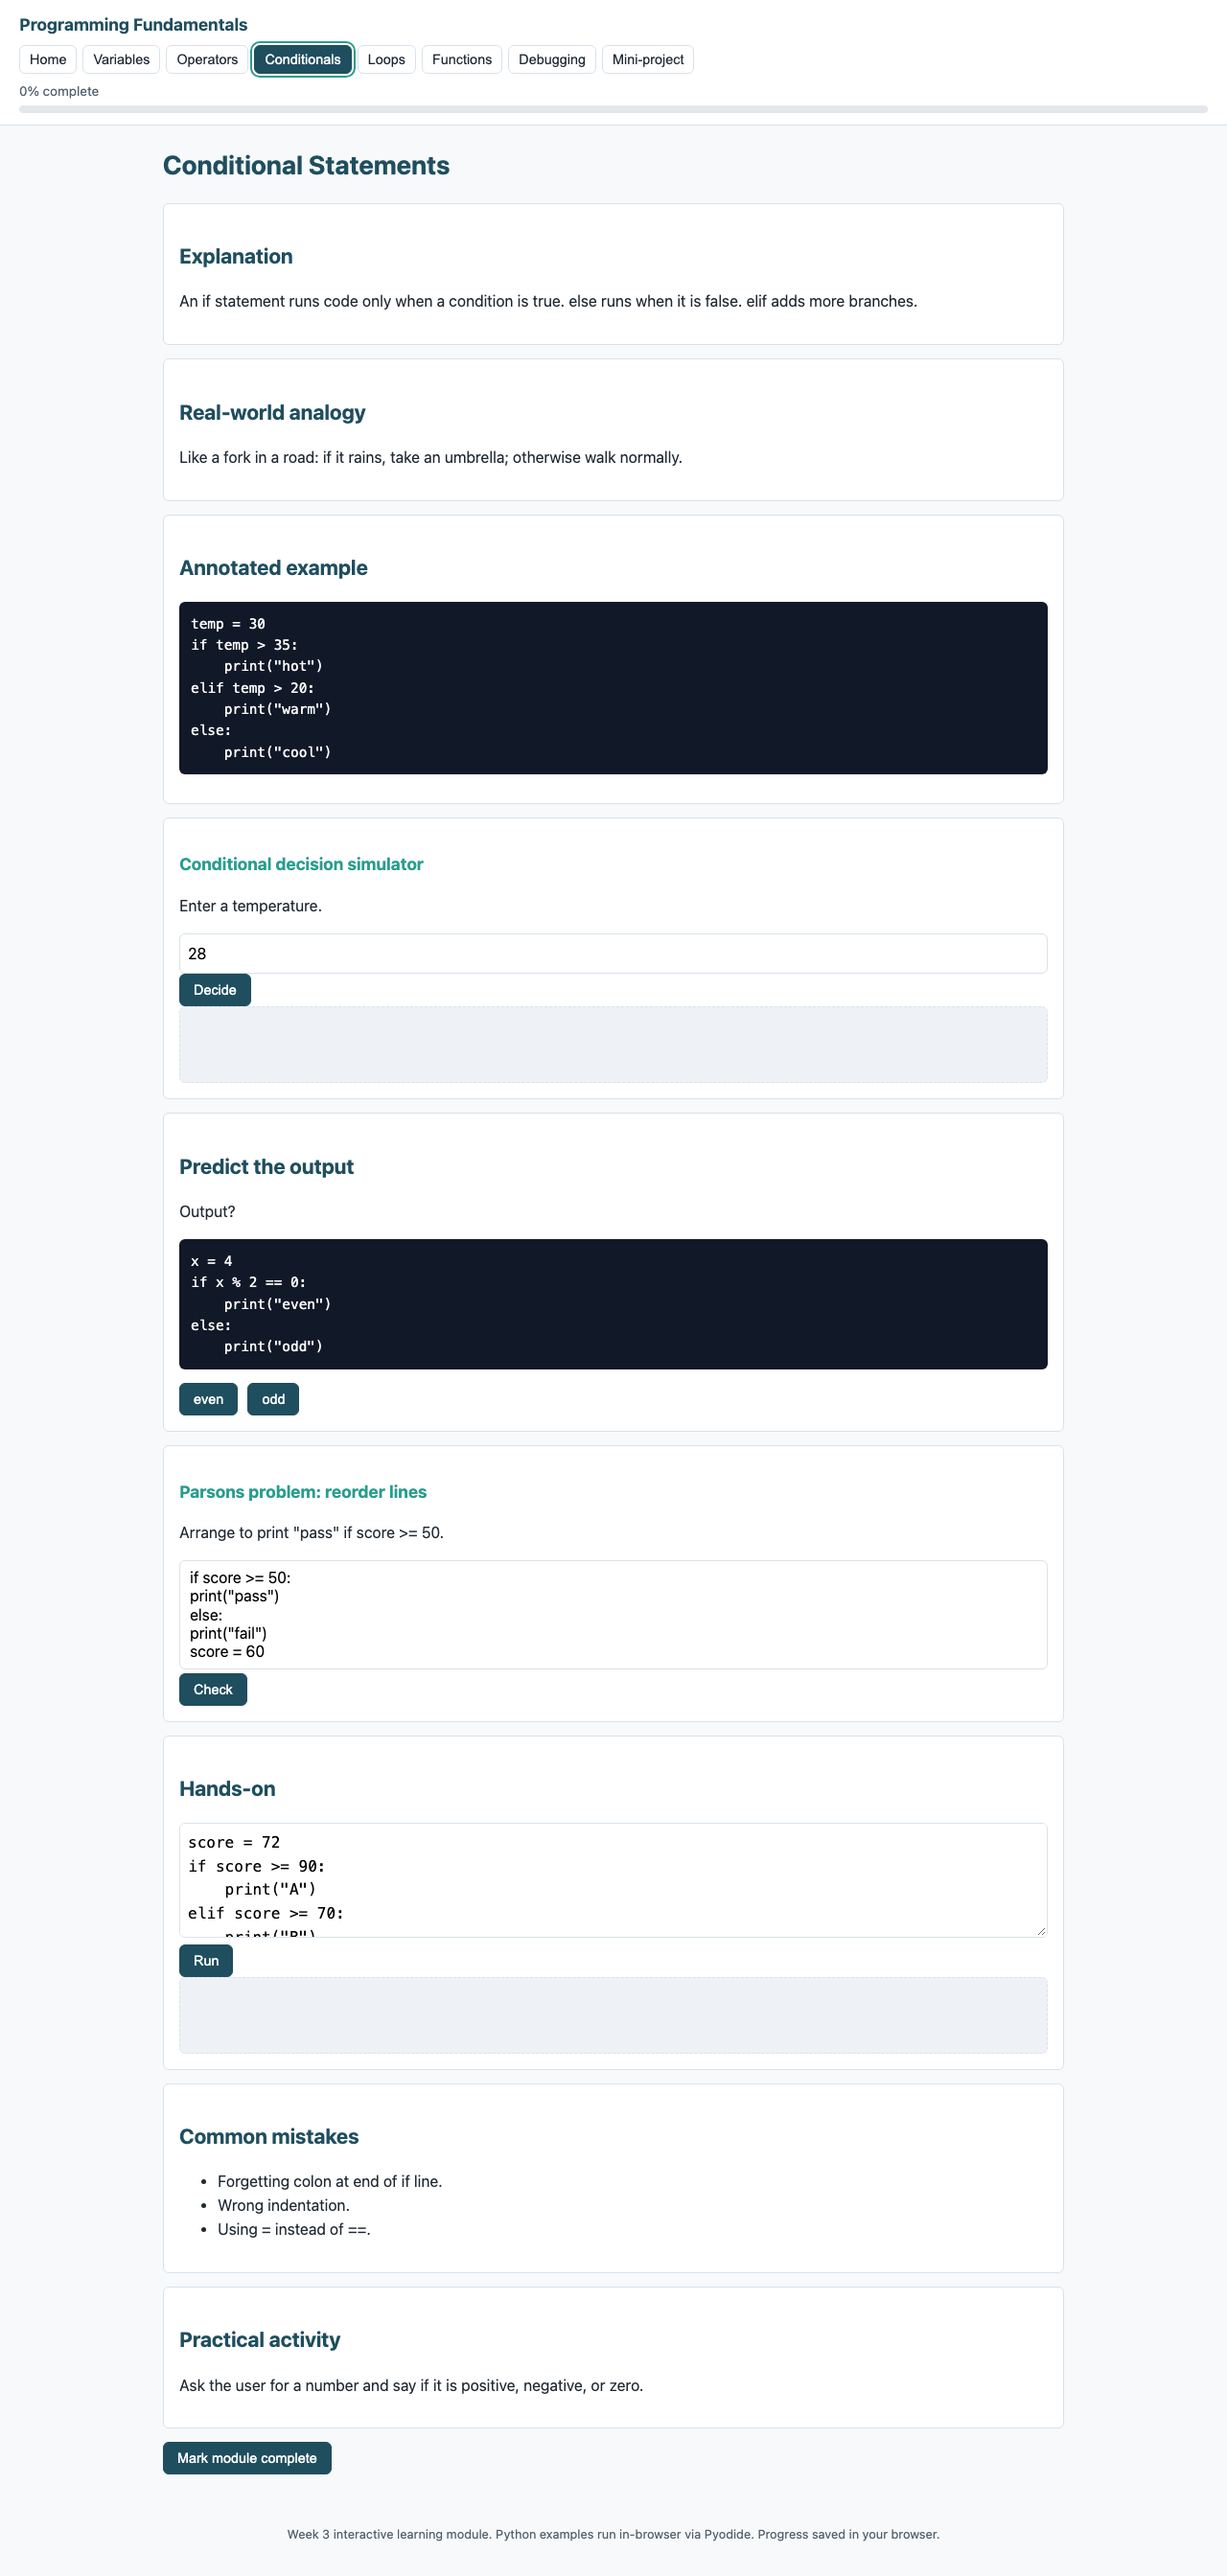 Programming Fundamentals
Home Variables Operators Conditionals Loops Functions Debugging Mini-project
0% complete
Conditional Statements
Explanation
An if statement runs code only when a condition is true. else runs when it is false. elif adds more branches.
Real-world analogy
Like a fork in a road: if it rains, take an umbrella; otherwise walk normally.
Annotated example
temp = 30
if temp > 35:
    print("hot")
elif temp > 20:
    print("warm")
else:
    print("cool")
Conditional decision simulator
Enter a temperature.
28
Decide
Predict the output
Output?
x = 4
if x % 2 == 0:
    print("even")
else:
    print("odd")
even odd
Parsons problem: reorder lines
Arrange to print "pass" if score >= 50.
if score >= 50:
print("pass")
else:
print("fail")
score = 60
Check
Hands-on
score = 72
if score >= 90:
    print("A")
elif score >= 70:
    print("B")
Run
Common mistakes
• Forgetting colon at end of if line.
• Wrong indentation.
• Using = instead of ==.
Practical activity
Ask the user for a number and say if it is positive, negative, or zero.
Mark module complete
Week 3 interactive learning module. Python examples run in-browser via Pyodide. Progress saved in your browser.